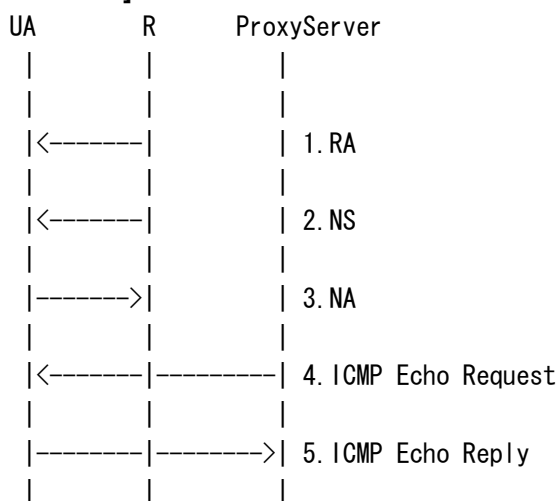 UA R ProxyServer
| | |
| | |
|<-------| | 1.RA
| | |
|<-------| | 2.NS
| | |
|------->| | 3.NA
| | |
|<-------|---------| 4.ICMP Echo Request
| | |
|--------|-------->| 5.ICMP Echo Reply
| | |